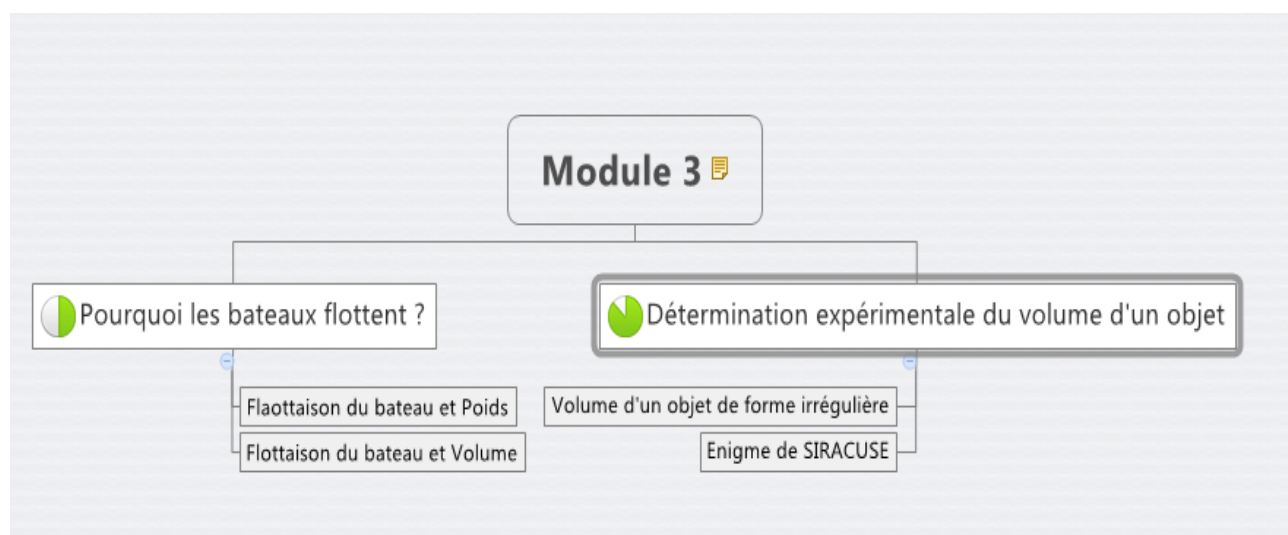 Module 3
Pourquoi les bateaux flottent ?
Détermination expérimentale du volume d'un objet
Flaottaison du bateau et Poids
Flottaison du bateau et Volume
Volume d'un objet de forme irrégulière
Enigme de SIRACUSE